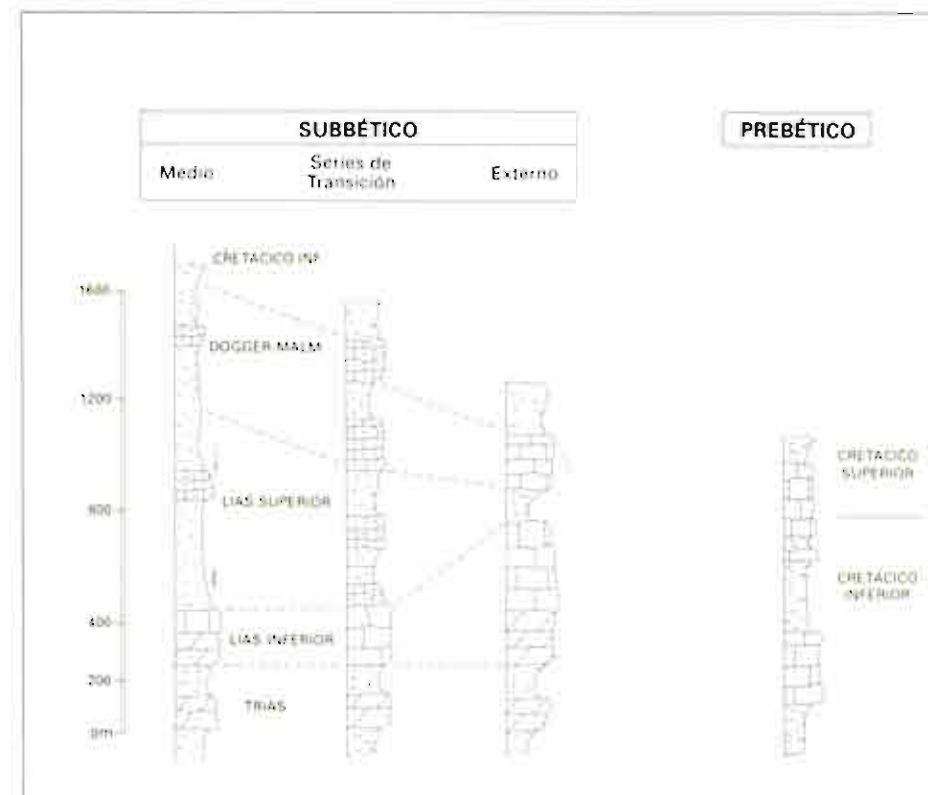 SUBBÉTICO
Medio
Series de
Transición
Externo
PREBÉTICO
CRETACICO INF
1600
DOGGER MALM
1200
CRETACICO
SUPERIOR
LIAS SUPERIOR
800
CRETACICO
INFERIOR
400
LIAS INFERIOR
200
TRIAS
0m